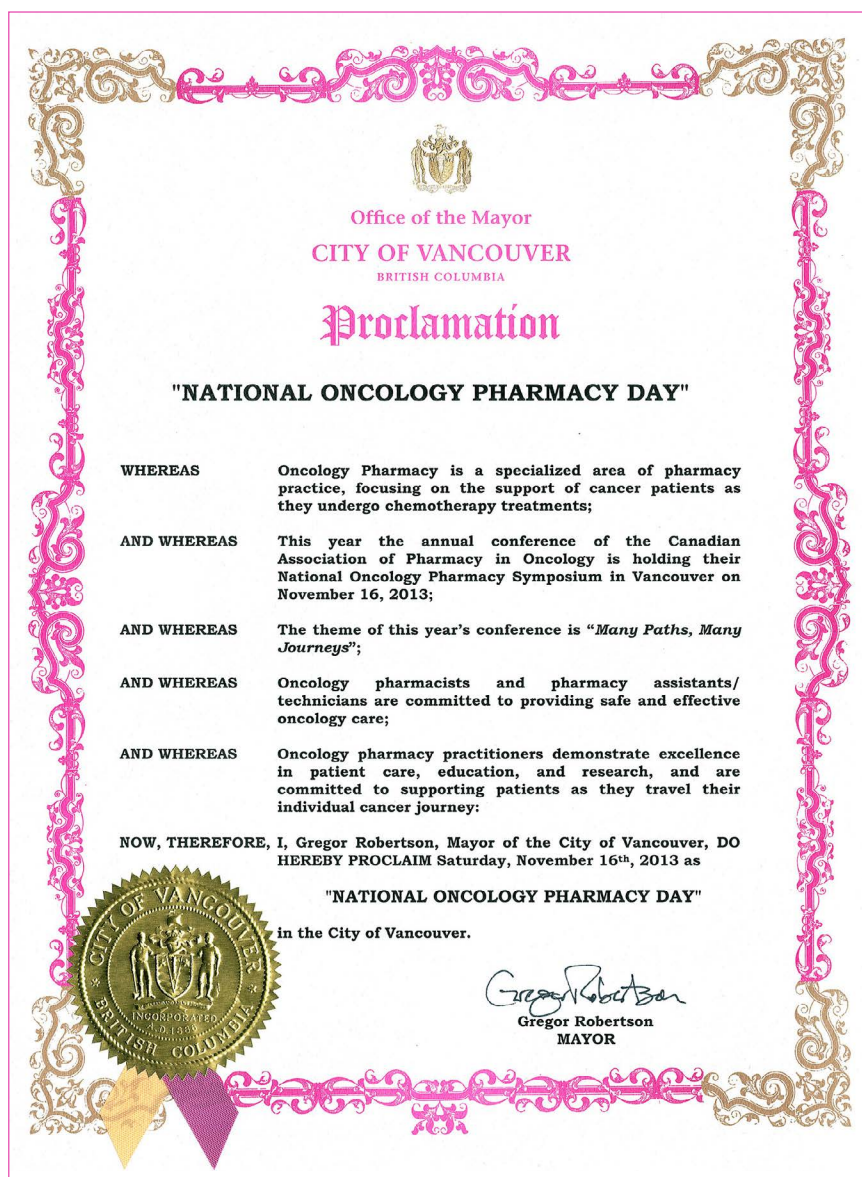 Office of the Mayor
CITY OF VANCOUVER
BRITISH COLUMBIA
Proclamation
"NATIONAL ONCOLOGY PHARMACY DAY"
WHEREAS Oncology Pharmacy is a specialized area of pharmacy
practice, focusing on the support of cancer patients as
they undergo chemotherapy treatments;
AND WHEREAS This year the annual conference of the Canadian
Association of Pharmacy in Oncology is holding their
National Oncology Pharmacy Symposium in Vancouver on
November 16, 2013;
AND WHEREAS The theme of this year's conference is “Many Paths, Many
Journeys”;
AND WHEREAS Oncology pharmacists and pharmacy assistants/
technicians are committed to providing safe and effective
oncology care;
AND WHEREAS Oncology pharmacy practitioners demonstrate excellence
in patient care, education, and research, and are
committed to supporting patients as they travel their
individual cancer journey:
NOW, THEREFORE, I, Gregor Robertson, Mayor of the City of Vancouver, DO
HEREBY PROCLAIM Saturday, November 16th, 2013 as
"NATIONAL ONCOLOGY PHARMACY DAY"
in the City of Vancouver.
Gregor Robertson
Gregor Robertson
MAYOR
CITY OF VANCOUVER
INCORPORATED
A.D. 1886
BRITISH COLUMBIA